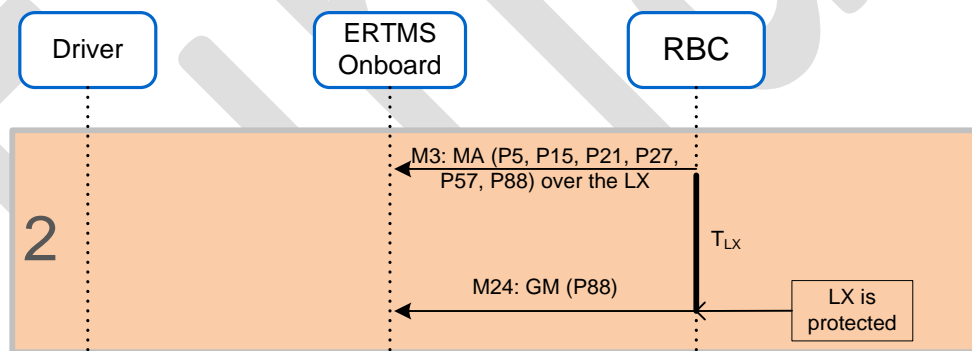 Driver
ERTMS
Onboard
RBC
M3: MA (P5, P15, P21, P27,
P57, P88) over the LX
2
TLX
M24: GM (P88)
LX is
protected